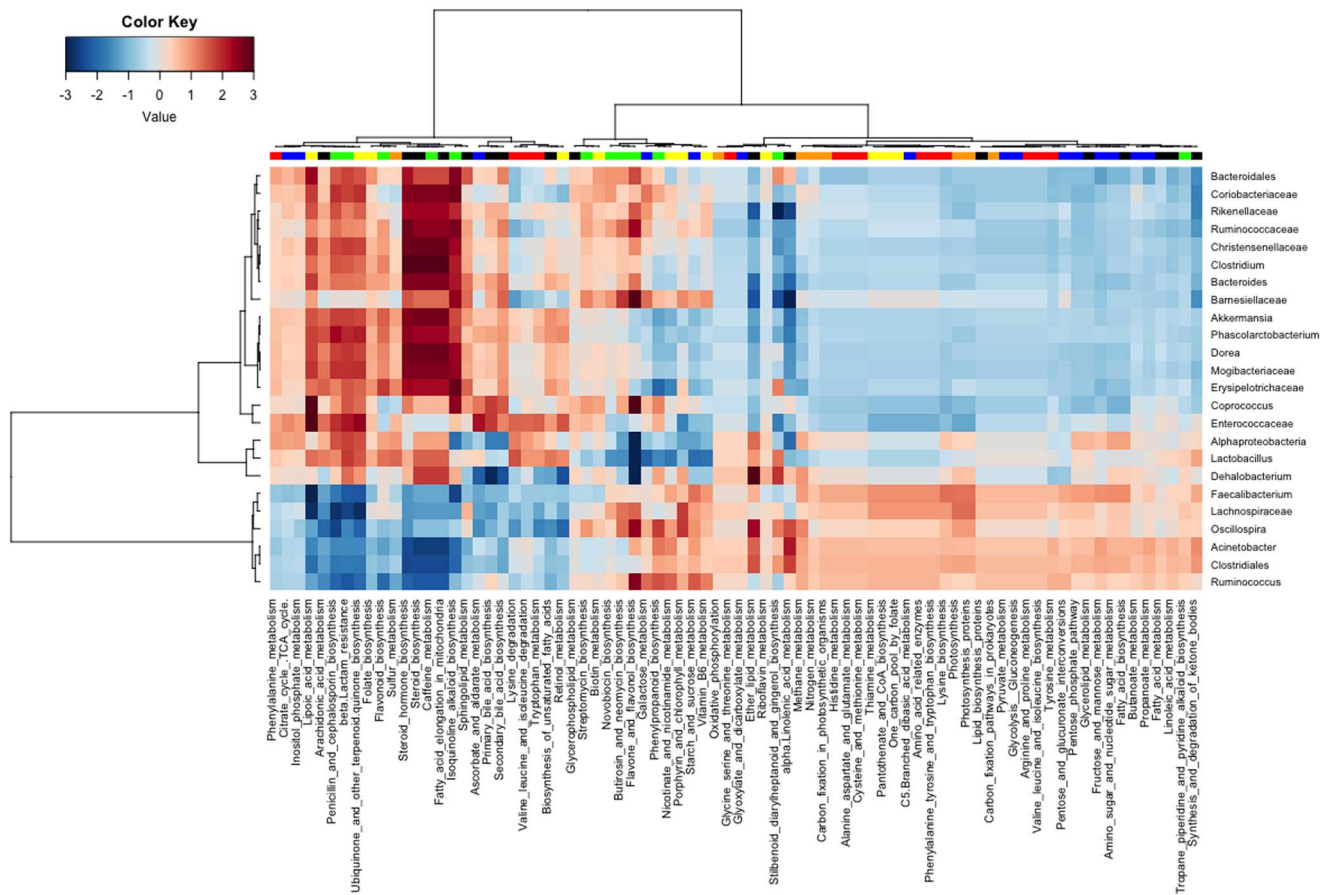 Color Key
-3 -2 -1 0 1 2 3
Value
Bacteroidales
Coriobacteriaceae
Rikenellaceae
Ruminococcaceae
Christensenellaceae
Clostridium
Bacteroides
Barnesiellaceae
Akkermansia
Phascolarctobacterium
Dorea
Mogibacteriaceae
Erysipelotrichaceae
Coprococcus
Enterococcaceae
Alphaproteobacteria
Lactobacillus
Dehalobacterium
Faecalibacterium
Lachnospiraceae
Oscillospira
Acinetobacter
Clostridiales
Ruminococcus
Phenylalanine_metabolism
Citrate_cycle_.TCA_cycle.
Inositol_phosphate_metabolism
Lipoic_acid_metabolism
Arachidonic_acid_metabolism
Penicillin_and_cephalosporin_biosynthesis
beta.Lactam_resistance
Ubiquinone_and_other_terpenoid.quinone_biosynthesis
Folate_biosynthesis
Flavonoid_biosynthesis
Sulfur_metabolism
Steroid_hormone_biosynthesis
Steroid_biosynthesis
Caffeine_metabolism
Fatty_acid_elongation_in_mitochondria
Isoquinoline_alkaloid_biosynthesis
Sphingolipid_metabolism
Ascorbate_and_aldarate_metabolism
Primary_bile_acid_biosynthesis
Secondary_bile_acid_biosynthesis
Lysine_degradation
Valine_leucine_and_isoleucine_degradation
Tryptophan_metabolism
Biosynthesis_of_unsaturated_fatty_acids
Retinol_metabolism
Glycerophospholipid_metabolism
Streptomycin_biosynthesis
Biotin_metabolism
Novobiocin_biosynthesis
Butirosin_and_neomycin_biosynthesis
Flavone_and_flavonol_biosynthesis
Galactose_metabolism
Phenylpropanoid_biosynthesis
Nicotinate_and_nicotinamide_metabolism
Porphyrin_and_chlorophyll_metabolism
Starch_and_sucrose_metabolism
Vitamin_B6_metabolism
Oxidative_phosphorylation
Glycine_serine_and_threonine_metabolism
Glyoxylate_and_dicarboxylate_metabolism
Ether_lipid_metabolism
Riboflavin_metabolism
Stilbenoid_diarylheptanoid_and_gingerol_biosynthesis
alpha.Linolenic_acid_metabolism
Methane_metabolism
Nitrogen_metabolism
Carbon_fixation_in_photosynthetic_organisms
Histidine_metabolism
Alanine_aspartate_and_glutamate_metabolism
Cysteine_and_methionine_metabolism
Thiamine_metabolism
Pantothenate_and_CoA_biosynthesis
One_carbon_pool_by_folate
C5.Branched_dibasic_acid_metabolism
Amino_acid_related_enzymes
Phenylalanine_tyrosine_and_tryptophan_biosynthesis
Lysine_biosynthesis
Photosynthesis
Photosynthesis_proteins
Lipid_biosynthesis_proteins
Carbon_fixation_pathways_in_prokaryotes
Pyruvate_metabolism
Glycolysis_._Gluconeogenesis
Arginine_and_proline_metabolism
Valine_leucine_and_isoleucine_biosynthesis
Tyrosine_metabolism
Pentose_and_glucuronate_interconversions
Pentose_phosphate_pathway
Glycerolipid_metabolism
Fructose_and_mannose_metabolism
Amino_sugar_and_nucleotide_sugar_metabolism
Fatty_acid_biosynthesis
Butanoate_metabolism
Propanoate_metabolism
Fatty_acid_metabolism
Linoleic_acid_metabolism
Tropane_piperidine_and_pyridine_alkaloid_biosynthesis
Synthesis_and_degradation_of_ketone_bodies